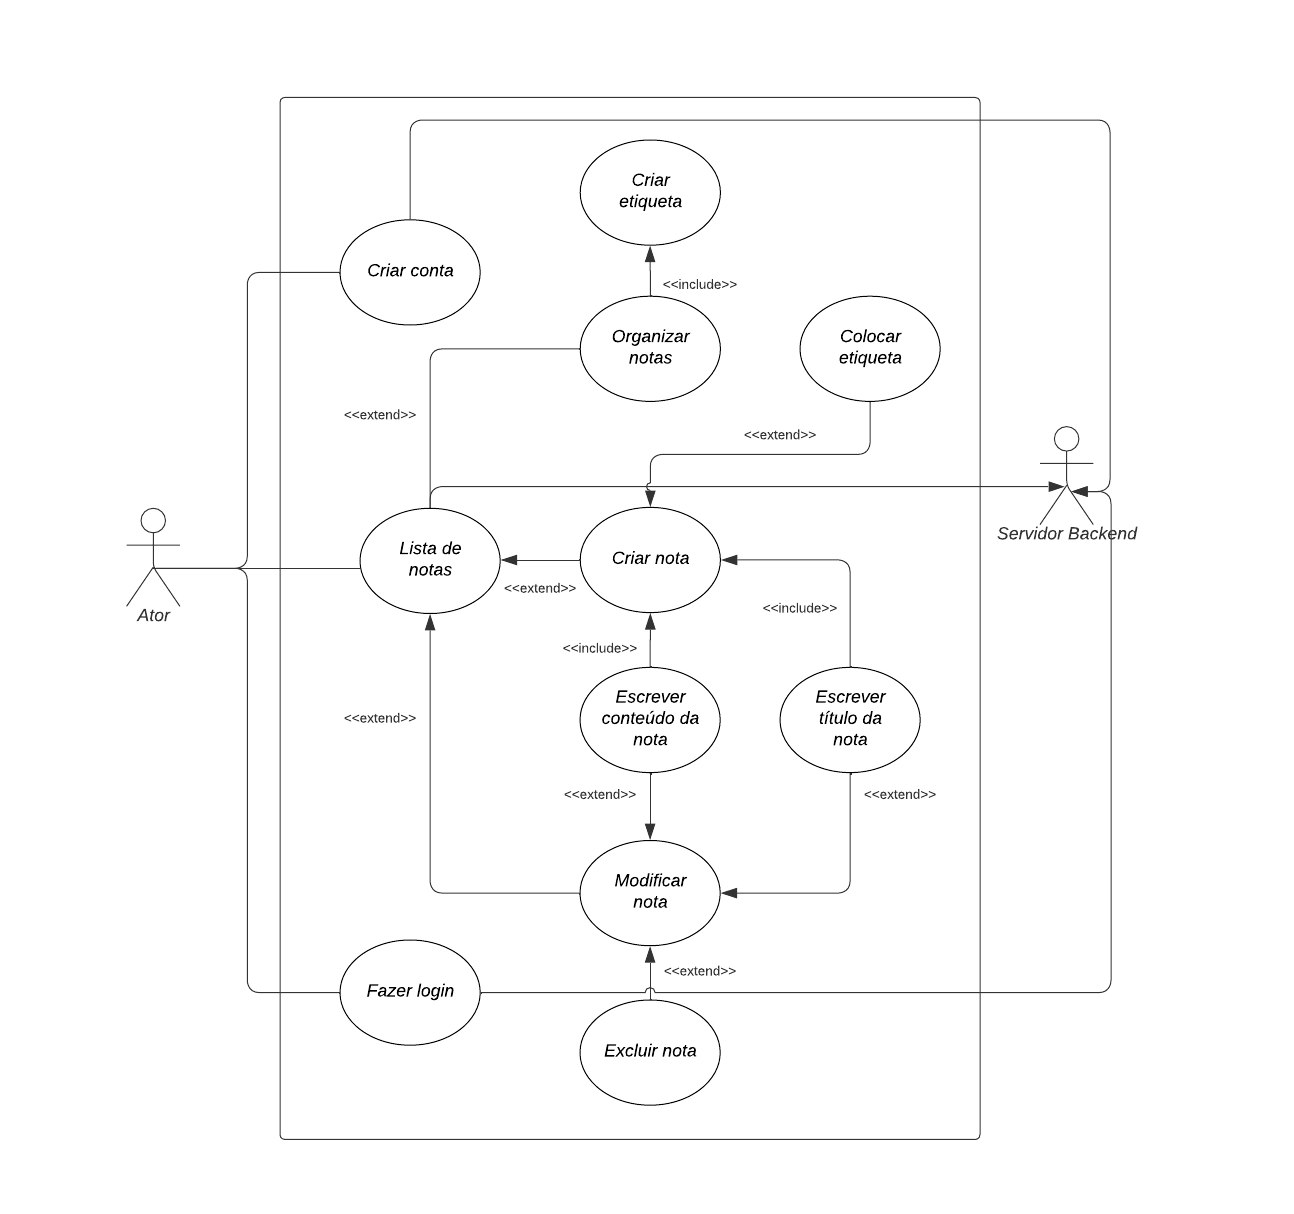 Criar
etiqueta
Criar conta
<<include>>
Organizar
notas
Colocar
etiqueta
<<extend>>
<<extend>>
Servidor Backend
Lista de
notas
Criar nota
<<extend>>
Ator
<<include>>
<<include>>
Escrever
conteúdo da
nota
Escrever
título da
nota
<<extend>>
<<extend>>
<<extend>>
Modificar
nota
<<extend>>
Fazer login
Excluir nota